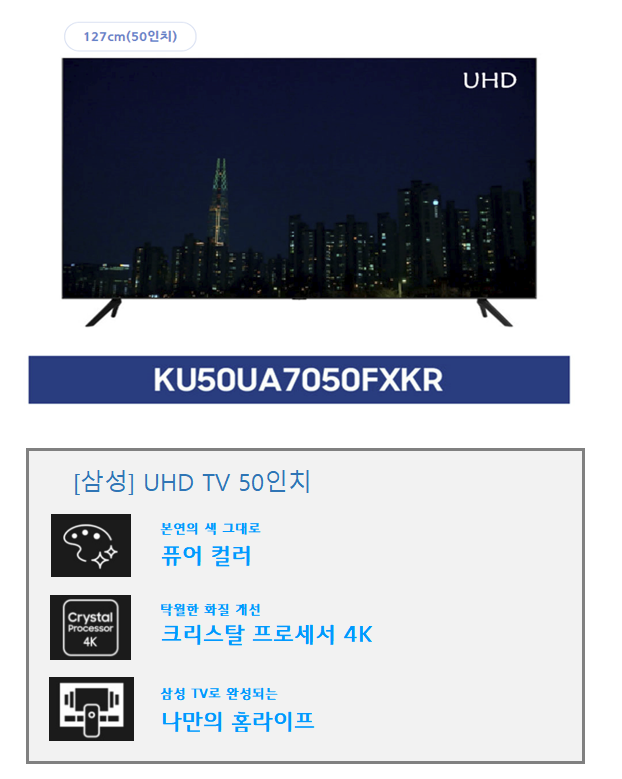 127cm(50인치)
UHD
KU50UA7050FXKR
[삼성] UHD TV 50인치
본연의 색 그대로
퓨어 컬러
Crystal
Processor
4K
탁월한 화질 개선
크리스탈 프로세서 4K
삼성 TV로 완성되는
나만의 홈라이프